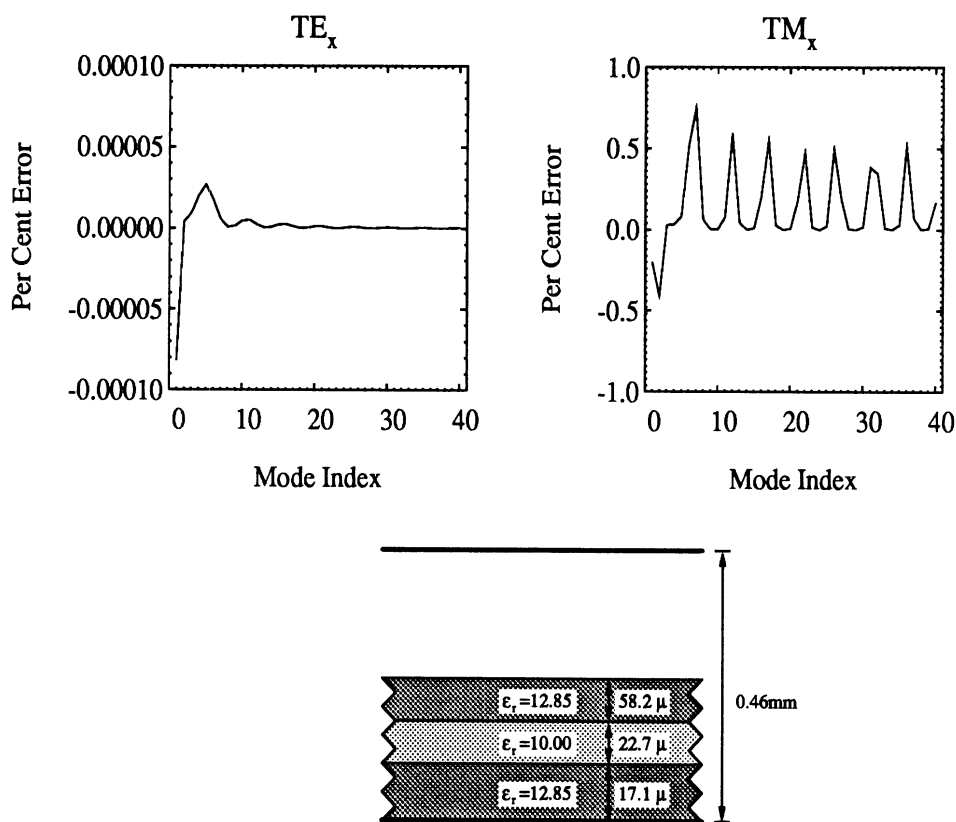 TEₓ
0.00010
0.00005
0.00000
-0.00005
-0.00010
0 10 20 30 40
Per Cent Error
Mode Index
TMₓ
1.0
0.5
0.0
-0.5
-1.0
0 10 20 30 40
Per Cent Error
Mode Index
εᵣ=12.85 58.2 μ
εᵣ=10.00 22.7 μ
εᵣ=12.85 17.1 μ
0.46mm